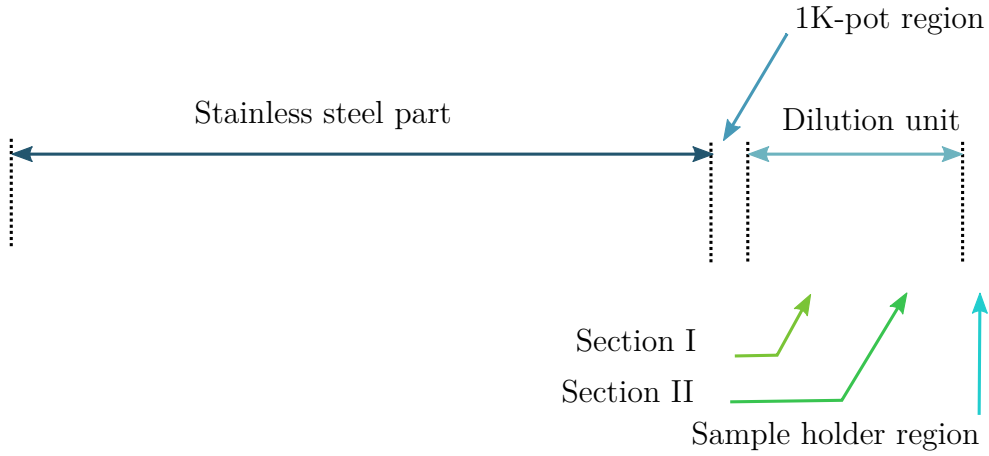 1K-pot region
Stainless steel part
Dilution unit
Section I
Section II
Sample holder region